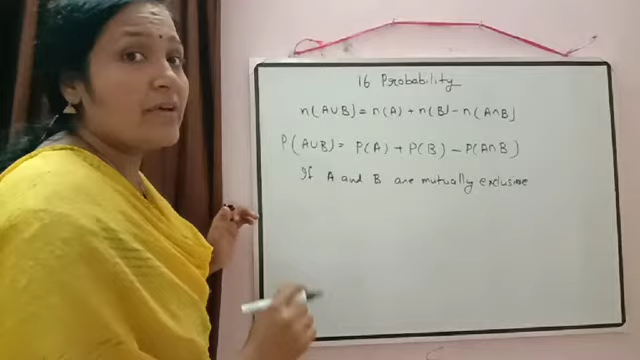 16 Probability
n(A∪B) = n(A) + n(B) - n(A∩B)
P(A∪B) = P(A) + P(B) - P(A∩B)
If A and B are mutually exclusive